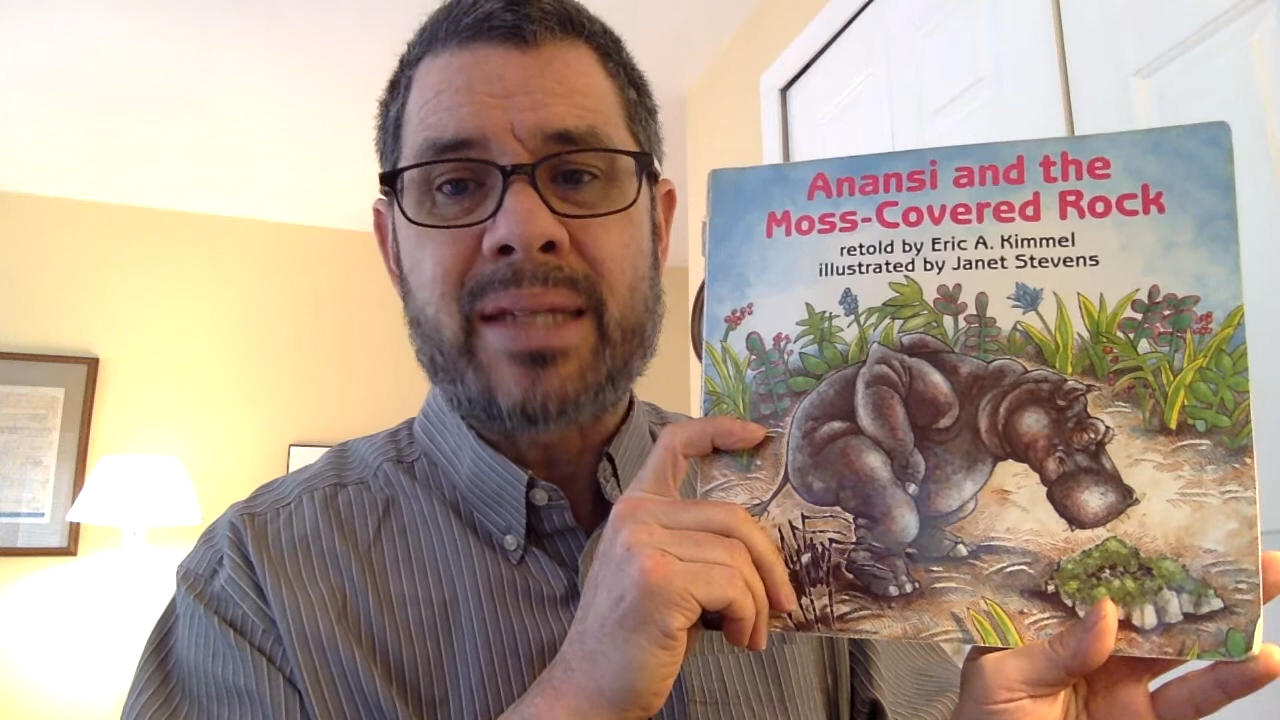 Anansi and the
Moss-Covered Rock
retold by Eric A. Kimmel
illustrated by Janet Stevens